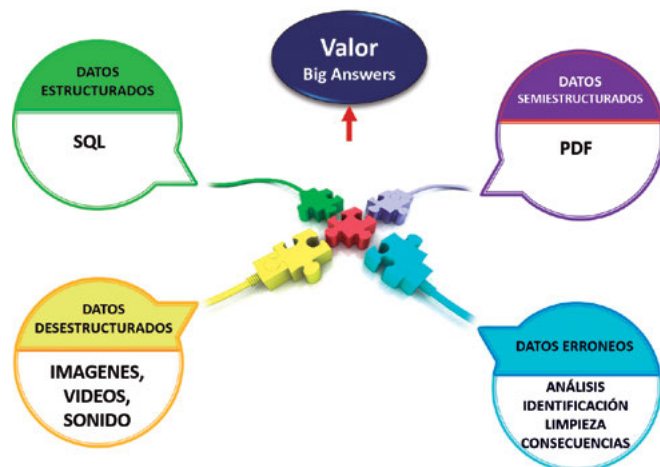 Valor
Big Answers
DATOS
ESTRUCTURADOS
SQL
DATOS
SEMIESTRUCTURADOS
PDF
DATOS
DESESTRUCTURADOS
IMAGENES,
VIDEOS,
SONIDO
DATOS ERRONEOS
ANÁLISIS
IDENTIFICACIÓN
LIMPIEZA
CONSECUENCIAS